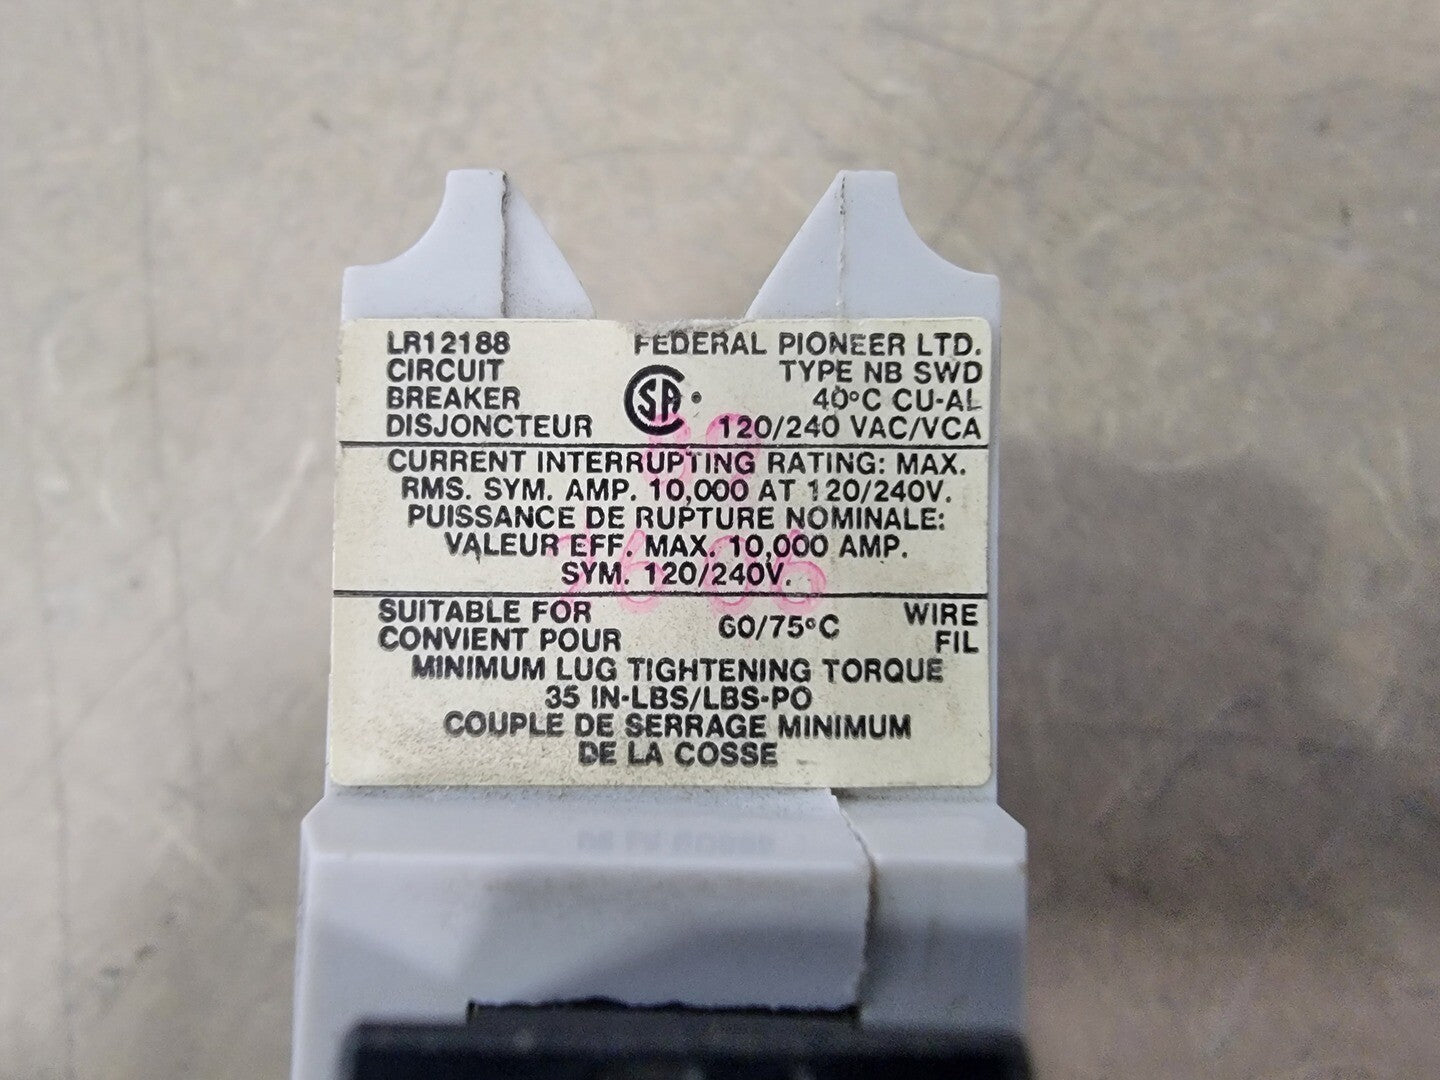 LR12188 FEDERAL PIONEER LTD.
CIRCUIT TYPE NB SWD
BREAKER CSA 40°C CU-AL
DISJONCTEUR 120/240 VAC/VCA
CURRENT INTERRUPTING RATING: MAX.
RMS. SYM. AMP. 10,000 AT 120/240V.
PUISSANCE DE RUPTURE NOMINALE:
VALEUR EFF. MAX. 10,000 AMP.
SYM. 120/240V.
SUITABLE FOR 60/75°C WIRE
CONVIENT POUR FIL
MINIMUM LUG TIGHTENING TORQUE
35 IN-LBS/LBS-PO
COUPLE DE SERRAGE MINIMUM
DE LA COSSE